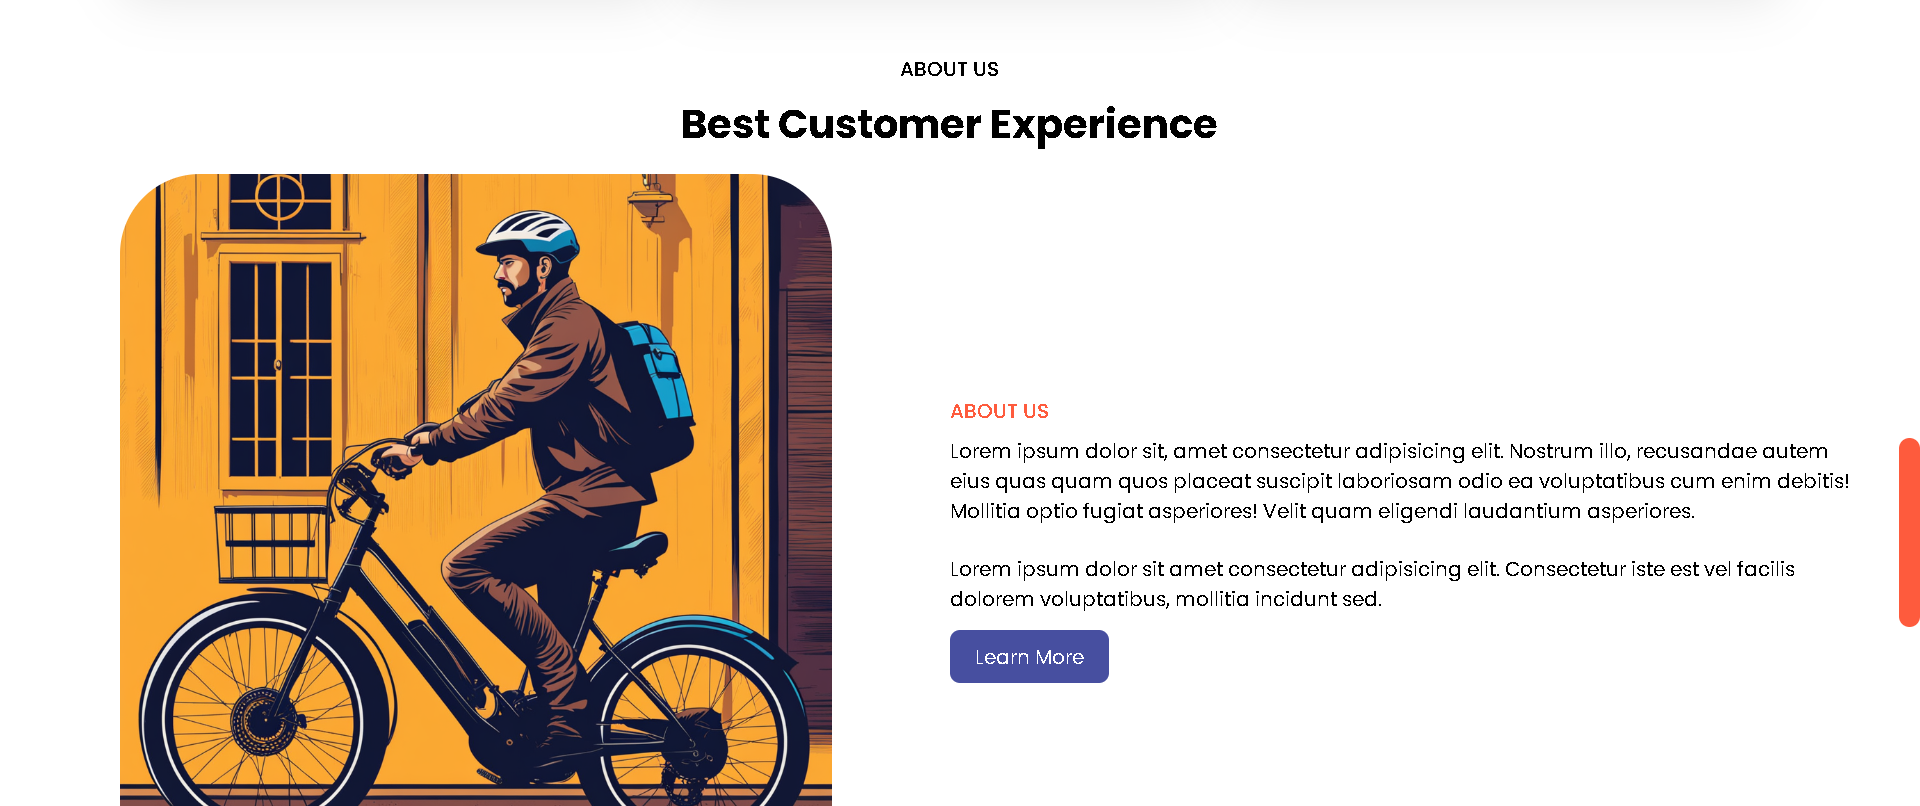 ABOUT US
Best Customer Experience
ABOUT US
Lorem ipsum dolor sit, amet consectetur adipisicing elit. Nostrum illo, recusandae autem
eius quas quam quos placeat suscipit laboriosam odio ea voluptatibus cum enim debitis!
Mollitia optio fugiat asperiores! Velit quam eligendi laudantium asperiores.
Lorem ipsum dolor sit amet consectetur adipisicing elit. Consectetur iste est vel facilis
dolorem voluptatibus, mollitia incidunt sed.
Learn More